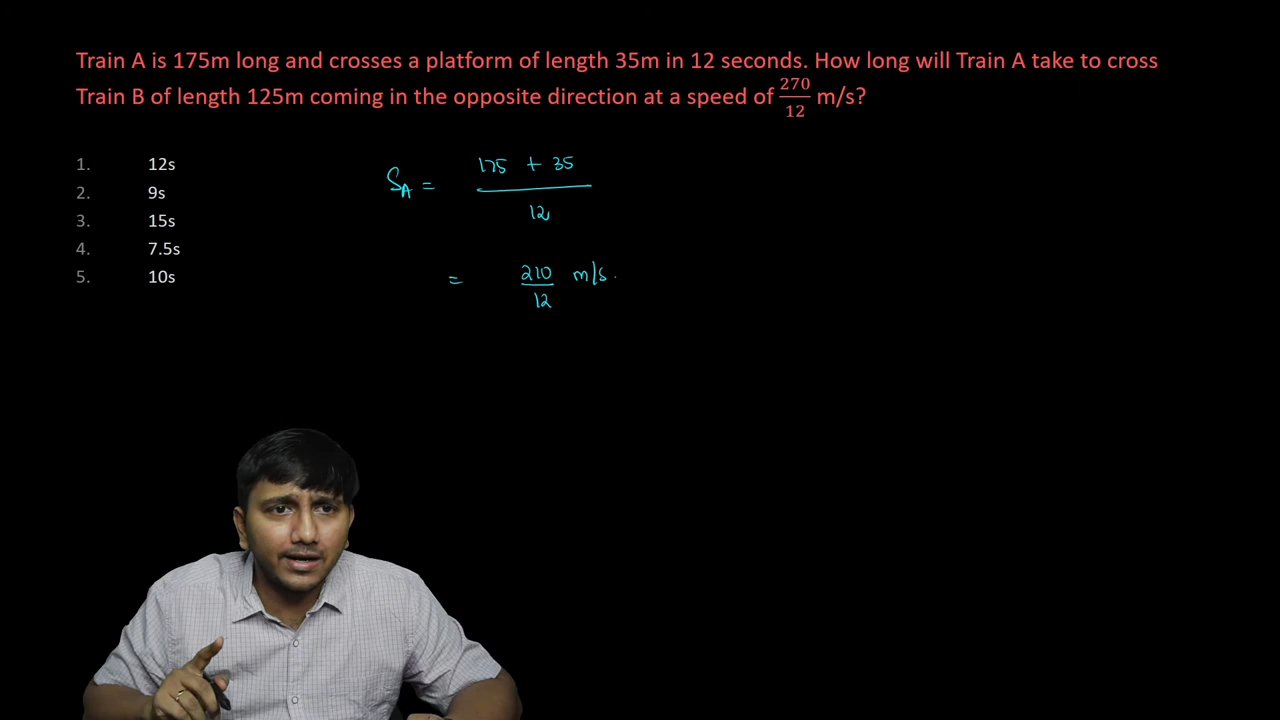 Train A is 175m long and crosses a platform of length 35m in 12 seconds. How long will Train A take to cross
Train B of length 125m coming in the opposite direction at a speed of 270/12 m/s?
1. 12s
2. 9s
3. 15s
4. 7.5s
5. 10s
S_A = (175 + 35)/12
= 210/12 m/s.